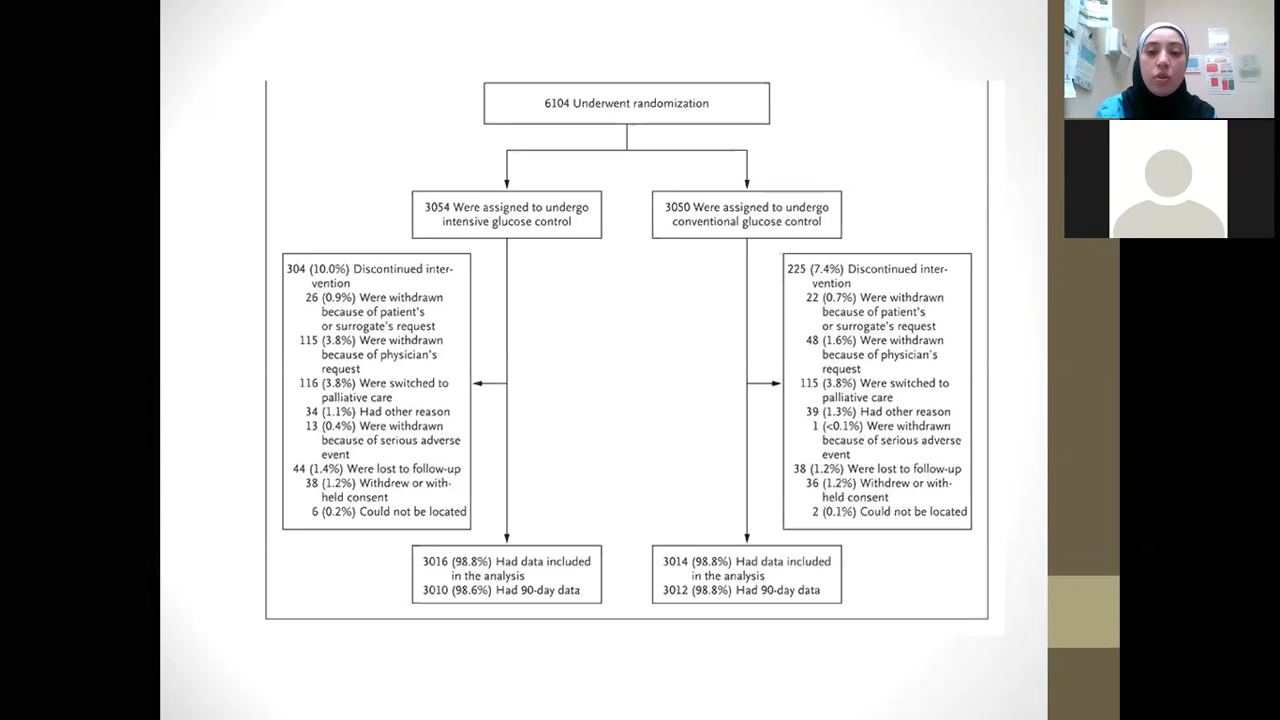 6104 Underwent randomization
3054 Were assigned to undergo
intensive glucose control
3050 Were assigned to undergo
conventional glucose control
304 (10.0%) Discontinued inter-
vention
26 (0.9%) Were withdrawn
because of patient's
or surrogate's request
115 (3.8%) Were withdrawn
because of physician's
request
116 (3.8%) Were switched to
palliative care
34 (1.1%) Had other reason
13 (0.4%) Were withdrawn
because of serious adverse
event
44 (1.4%) Were lost to follow-up
38 (1.2%) Withdrew or with-
held consent
6 (0.2%) Could not be located
225 (7.4%) Discontinued inter-
vention
22 (0.7%) Were withdrawn
because of patient's
or surrogate's request
48 (1.6%) Were withdrawn
because of physician's
request
115 (3.8%) Were switched to
palliative care
39 (1.3%) Had other reason
1 (<0.1%) Were withdrawn
because of serious adverse
event
38 (1.2%) Were lost to follow-up
36 (1.2%) Withdrew or with-
held consent
2 (0.1%) Could not be located
3016 (98.8%) Had data included
in the analysis
3010 (98.6%) Had 90-day data
3014 (98.8%) Had data included
in the analysis
3012 (98.8%) Had 90-day data